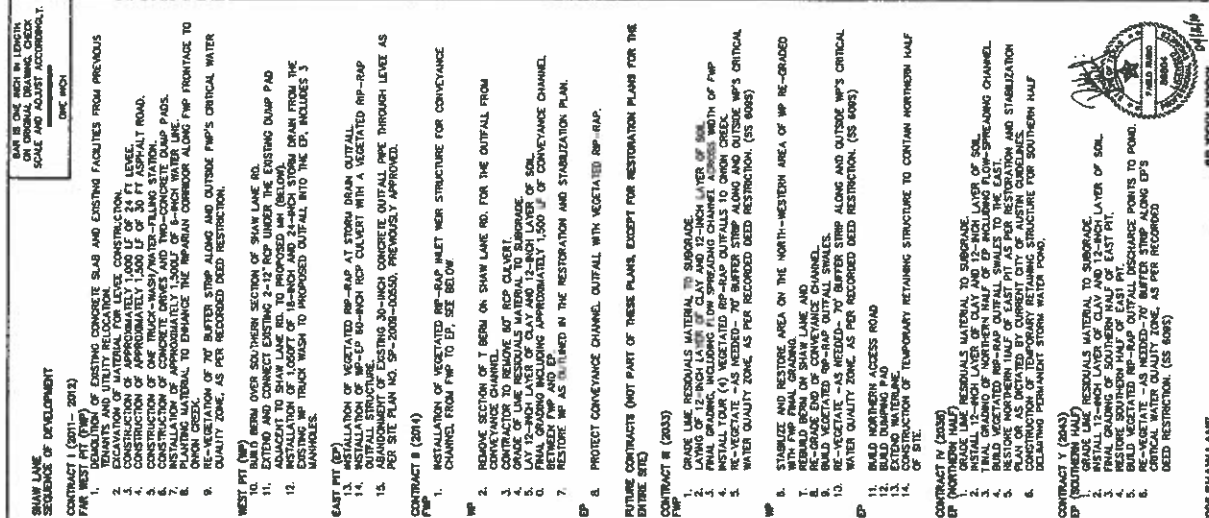 BAR IS ONE INCH IN LENGTH
ON ORIGINAL DRAWING, CHECK
SCALE AND ADJUST ACCORDINGLY.
ONE INCH
SHAW LANE
SEQUENCE OF DEVELOPMENT
CONTRACT I (2011- 2012)
FAR WEST PIT (FWP)
1. DEMOLITION OF EXISTING CONCRETE SLAB AND EXISTING FACILITIES FROM PREVIOUS
TENANTS AND UTILITY RELOCATION.
2. EXCAVATION OF MATERIAL FOR LEVEE CONSTRUCTION.
3. CONSTRUCTION OF APPROXIMATELY 2,500 LF OF 24 FT LEVEE.
4. CONSTRUCTION OF APPROXIMATELY 1,500 LF OF 30 FT ASPHALT ROAD.
5. CONSTRUCTION OF ONE TRUCK-WASH/WATER-FILLING STATION.
6. CONSTRUCTION OF CONCRETE DRIVES AND TWO-CONCRETE DUMP PADS.
7. INSTALLATION OF APPROXIMATELY 1,50LF OF 6-INCH WATER LINE.
8. PLANTING MATERIAL TO ENHANCE THE RIPARIAN CORRIDOR ALONG FWP FRONTAGE TO
ONION CREEK.
9. RE-VEGETATION OF 70' BUFFER STRIP ALONG AND OUTSIDE FWP'S CRITICAL WATER
QUALITY ZONE, AS PER RECORDED DEED RESTRICTION.
WEST PIT (WP)
10. BUILT BERM OVER SOUTHERN SECTION OF SHAW LANE RD.
11. EXTEND AND CONNECT EXISTING 2-12" RCP UNDER THE EXISTING DUMP PAD
ADJACENT TO SHAW LANE RD. TO PROPOSED MH (BELOW).
12. INSTALLATION OF 1,060FT OF 18-INCH AND 24-INCH STORM DRAIN FROM THE
EXISTING WP TRUCK WASH TO PROPOSED OUTFALL INTO THE EP, INCLUDES 3
MANHOLES.
EAST PIT (EP)
13. INSTALLATION OF VEGETATED RIP-RAP AT STORM DRAIN OUTFALL.
14. INSTALLATION OF WP-EP 50-INCH RCP CULVERT WITH A VEGETATED RIP-RAP
OUTFALL STRUCTURE.
15. ABANDONMENT OF EXISTING 30-INCH CONCRETE OUTFALL PIPE THROUGH LEVEE AS
PER SITE PLAN NO. SP-2008-0265D, PREVIOUSLY APPROVED.
CONTRACT II (2014)
FWP
1. INSTALLATION OF VEGETATED RIP-RAP INLET WEIR STRUCTURE FOR CONVEYANCE
CHANNEL FROM FWP TO EP, SEE BELOW.
WP
2. REMOVE SECTION OF T BERM ON SHAW LANE RD. FOR THE OUTFALL FROM
CONVEYANCE CHANNEL.
3. CONTRACTOR TO REMOVE 50" RCP CULVERT.
4. GRADE OF LIME RESIDUALS MATERIAL TO SUBGRADE.
5. LAY 12-INCH LAYER OF CLAY AND 12-INCH LAYER OF SOIL.
6. FINAL GRADING INCLUDING APPROXIMATELY 1,500 LF OF CONVEYANCE CHANNEL
BETWEEN FWP AND EP.
7. RESTORE WP AS OUTLINED IN THE RESTORATION AND STABILIZATION PLAN.
EP
8. PROTECT CONVEYANCE CHANNEL OUTFALL WITH VEGETATED RIP-RAP.
FUTURE CONTRACTS (NOT PART OF THESE PLANS, EXCEPT FOR RESTORATION PLANS FOR THE
ENTIRE SITE)
CONTRACT III (2033)
FWP
1. GRADE LIME RESIDUALS MATERIAL TO SUBGRADE.
2. LAYING OF 12-INCH LAYER OF CLAY AND 12-INCH LAYER OF SOIL.
3. FINAL GRADING, INCLUDING FLOW SPREADING CHANNEL ACROSS WIDTH OF FWP
4. INSTALL FOUR (4) VEGETATED RIP-RAP OUTFALLS TO ONION CREEK.
5. RE-VEGETATE -AS NEEDED- 70' BUFFER STRIP ALONG AND OUTSIDE WP'S CRITICAL
WATER QUALITY ZONE, AS PER RECORDED DEED RESTRICTION. (SS 609S)
WP
6. STABILIZE AND RESTORE AREA ON THE NORTH-WESTERN AREA OF WP RE-GRADED
WITH FWP FINAL GRADING.
7. REBUILD BERM ON SHAW LANE AND
8. RE-GRADE END OF CONVEYANCE CHANNEL.
9. BUILD VEGETATED RIP-RAP OUTFALL SWALES.
10. RE-VEGETATE -AS NEEDED- 70' BUFFER STRIP ALONG AND OUTSIDE WP'S CRITICAL
WATER QUALITY ZONE, AS PER RECORDED DEED RESTRICTION. (SS 609S)
EP
11. BUILD NORTHERN ACCESS ROAD
12. BUILD DUMPING PAD
13. EXTEND WATERLINE.
14. CONSTRUCTION OF TEMPORARY RETAINING STRUCTURE TO CONTAIN NORTHERN HALF
OF SITE.
CONTRACT IV (2038)
EP (NORTHERN HALF)
1. GRADE LIME RESIDUALS MATERIAL TO SUBGRADE.
2. INSTALL 12-INCH LAYER OF CLAY AND 12-INCH LAYER OF SOIL.
3. FINAL GRADING OF NORTHERN HALF OF EP INCLUDING FLOW-SPREADING CHANNEL.
4. BUILD VEGETATED RIP-RAP OUTFALL SWALES TO THE EAST.
5. RESTORE NORTHERN HALF OF EAST PIT AS PER RESTORATION AND STABILIZATION
PLAN OR AS DICTATED BY CURRENT CITY OF AUSTIN GUIDELINES.
6. CONSTRUCTION OF TEMPORARY RETAINING STRUCTURE FOR SOUTHERN HALF
DELAYING PERMANENT STORM WATER POND.
CONTRACT V (2043)
EP (SOUTHERN HALF)
1. GRADE LIME RESIDUALS MATERIAL TO SUBGRADE.
2. INSTALL 12-INCH LAYER OF CLAY AND 12-INCH LAYER OF SOIL.
3. FINAL GRADING OF SOUTHERN HALF OF EAST PIT.
4. RESTORE SOUTHERN HALF OF EAST PIT.
5. BUILD VEGETATED RIP-RAP OUTFALL DISCHARGE POINTS TO POND.
6. RE-VEGETATE -AS NEEDED-70' BUFFER STRIP ALONG EP'S
CRITICAL WATER QUALITY ZONE, AS PER RECORDED
DEED RESTRICTION. (SS 609S)